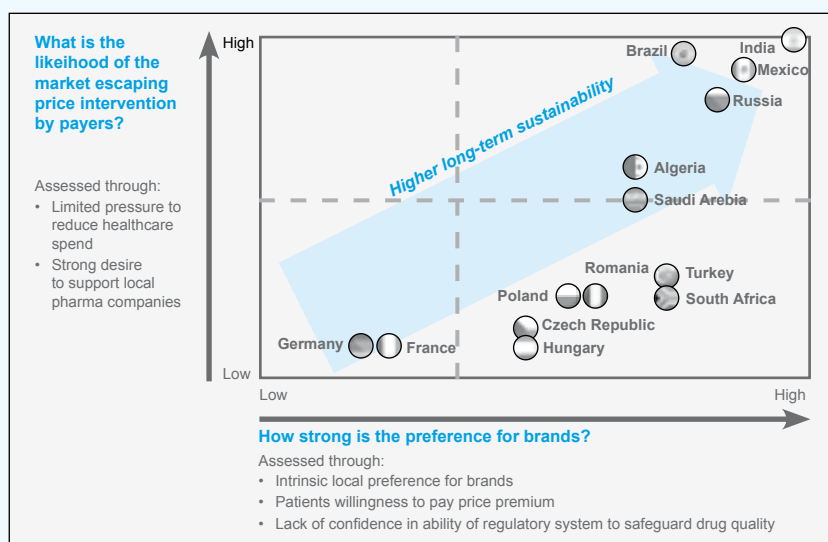 What is the
likeihood of the
market escaping
price intervention
by payers?
Assessed through:
• Limited pressure to
reduce healthcare
spend
• Strong desire
to support local
pharma companies
High
Low
Higher long-term sustainability
Brazil
India
Mexico
Russia
Algeria
Saudi Arebia
Romania
Turkey
Poland
South Africa
Czech Republic
Germany
France
Hungary
Low
High
How strong is the preference for brands?
Assessed through:
• Intrinsic local preference for brands
• Patients willingness to pay price premium
• Lack of confidence in ability of regulatory system to safeguard drug quality